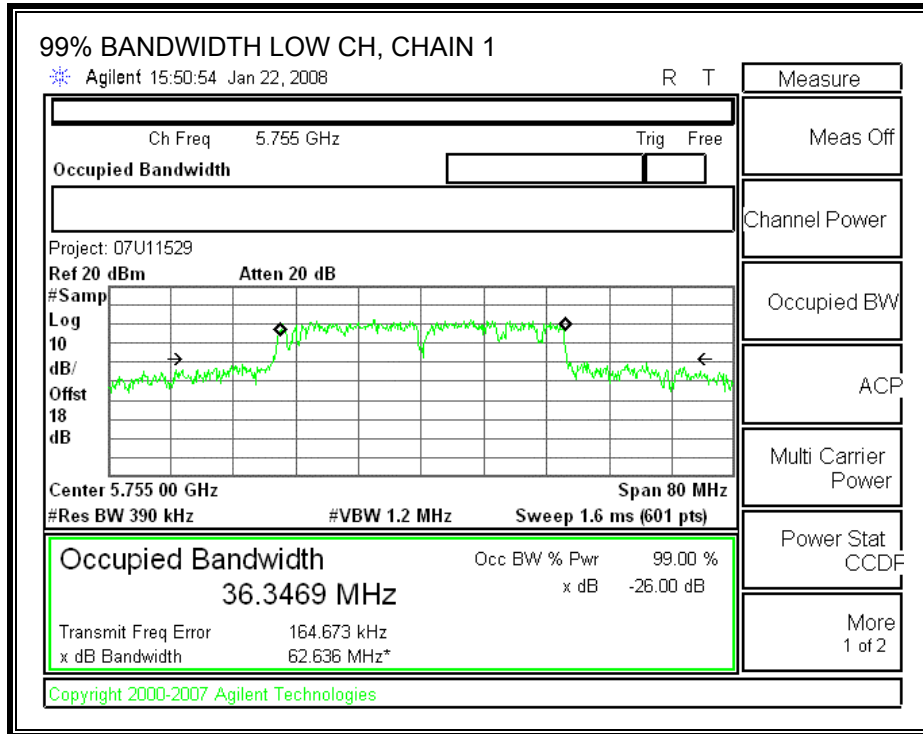 99% BANDWIDTH LOW CH, CHAIN 1
Agilent 15:50:54 Jan 22, 2008 R T
Measure
Ch Freq 5.755 GHz Trig Free
Meas Off
Occupied Bandwidth
Channel Power
Project: 07U11529
Ref 20 dBm Atten 20 dB
#Samp
Log
10
dB/
Offst
18
dB
Occupied BW
ACP
Multi Carrier
Power
Center 5.755 00 GHz Span 80 MHz
#Res BW 390 kHz #VBW 1.2 MHz Sweep 1.6 ms (601 pts)
Power Stat
CCDF
Occupied Bandwidth Occ BW % Pwr 99.00 %
36.3469 MHz x dB -26.00 dB
Transmit Freq Error 164.673 kHz
x dB Bandwidth 62.636 MHz*
More
1 of 2
Copyright 2000-2007 Agilent Technologies